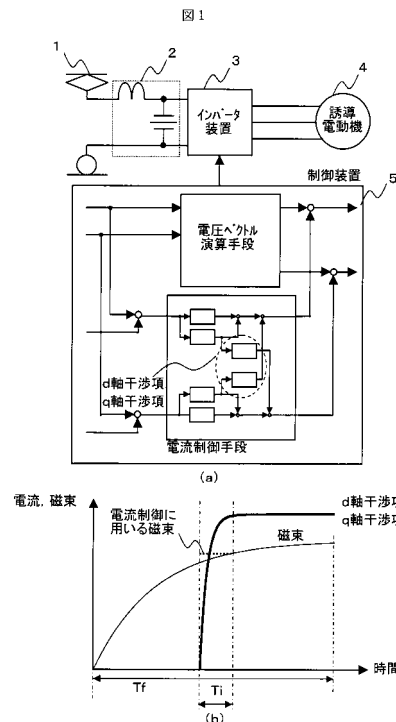 図1
1
2
3
4
インバータ
装置
誘導
電動機
制御装置
5
電圧ベクトル
演算手段
d軸干渉項
q軸干渉項
電流制御手段
(a)
電流, 磁束
電流制御に
用いる磁束
d軸干渉項
q軸干渉項
磁束
時間
Tf
Ti
(b)